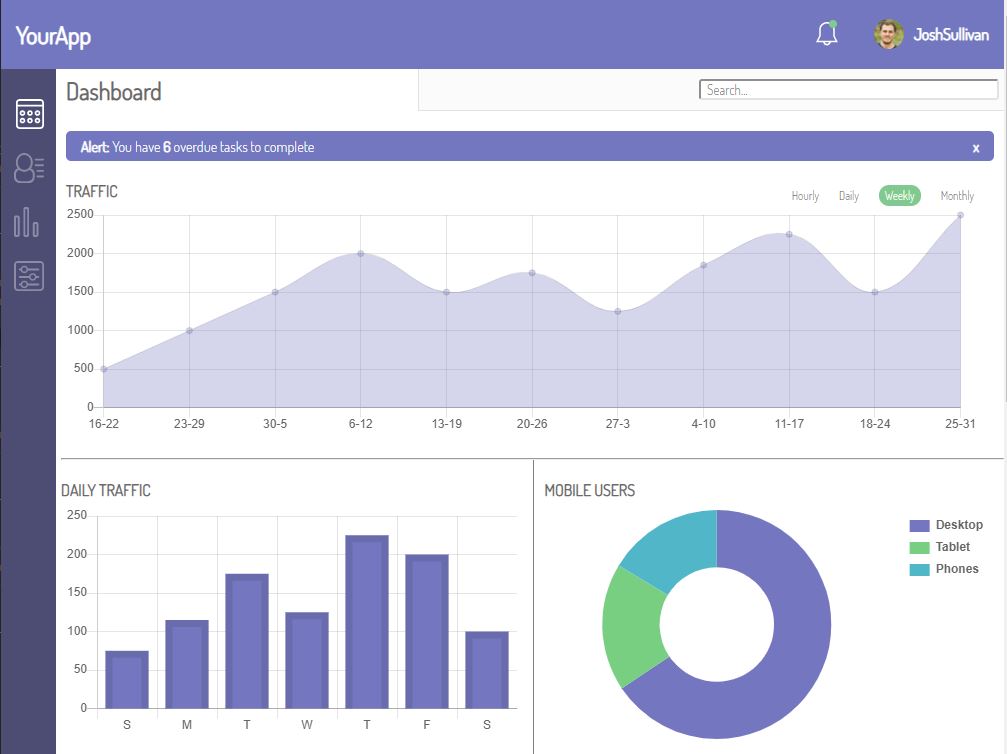 YourApp
JoshSullivan
Dashboard
Search...
Alert: You have 6 overdue tasks to complete
x
TRAFFIC
Hourly Daily Weekly Monthly
2500
2000
1500
1000
500
0
16-22 23-29 30-5 6-12 13-19 20-26 27-3 4-10 11-17 18-24 25-31
DAILY TRAFFIC
250
200
150
100
50
0
S M T W T F S
MOBILE USERS
Desktop
Tablet
Phones